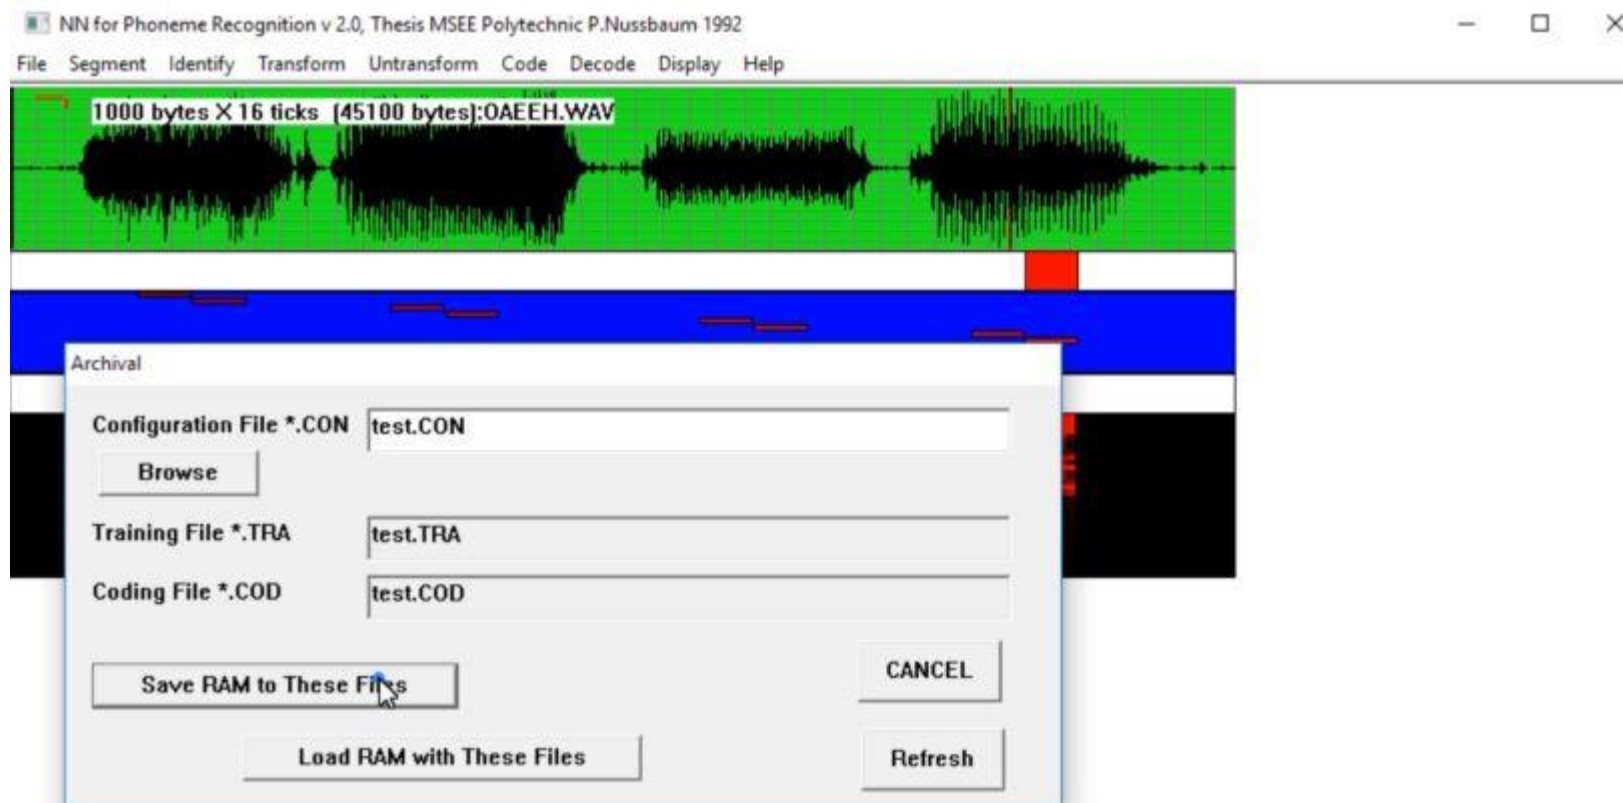 NN for Phoneme Recognition v 2.0, Thesis MSEE Polytechnic P.Nussbaum 1992
File Segment Identify Transform Untransform Code Decode Display Help
1000 bytes X 16 ticks (45100 bytes):OAEEH.WAV
Archival
Configuration File *.CON test.CON
Browse
Training File *.TRA test.TRA
Coding File *.COD test.COD
CANCEL
Save RAM to These Files
Load RAM with These Files
Refresh